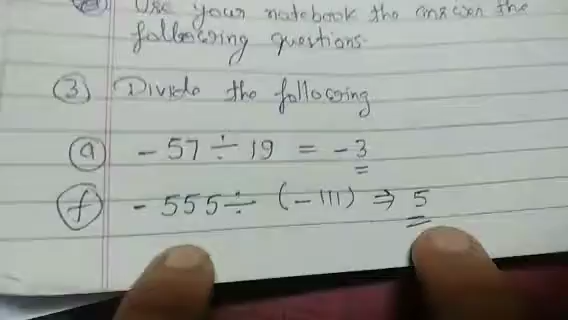 Use your notebook the answer the
following questions.
(3) Divide the following
(a) - 57 ÷ 19 = - 3
(f) - 555 ÷ (-111) ⇒ 5